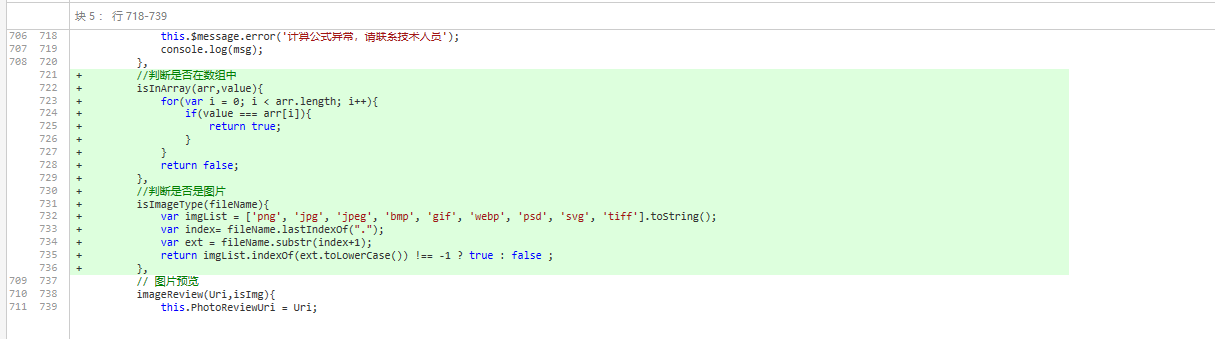 块 5 : 行 718-739
706 718 this.$message.error('计算公式异常，请联系技术人员');
707 719 console.log(msg);
708 720 },
721 + //判断是否在数组中
722 + isInArray(arr,value){
723 + for(var i = 0; i < arr.length; i++){
724 + if(value === arr[i]){
725 + return true;
726 + }
727 + }
728 + return false;
729 + },
730 + //判断是否是图片
731 + isImageType(fileName){
732 + var imgList = ['png', 'jpg', 'jpeg', 'bmp', 'gif', 'webp', 'psd', 'svg', 'tiff'].toString();
733 + var index= fileName.lastIndexOf(".");
734 + var ext = fileName.substr(index+1);
735 + return imgList.indexOf(ext.toLowerCase()) !== -1 ? true : false ;
736 + },
709 737 // 图片预览
710 738 imageReview(Uri,isImg){
711 739 this.PhotoReviewUri = Uri;